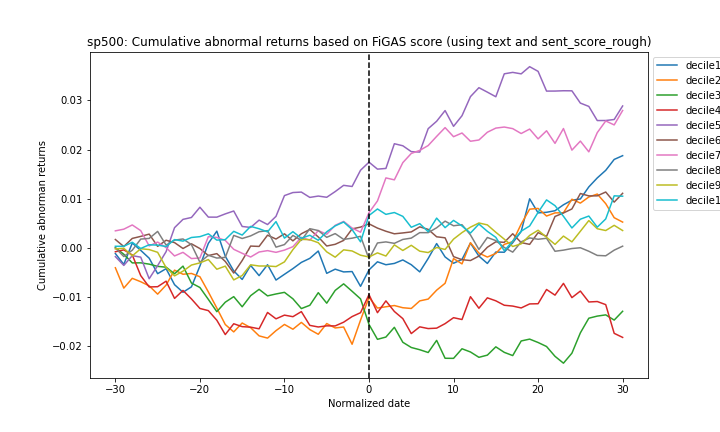 sp500: Cumulative abnormal returns based on FiGAS score (using text and sent_score_rough)
Cumulative abnorman returns
0.03
0.02
0.01
0.00
−0.01
−0.02
−30
−20
−10
0
10
20
30
Normalized date
decile1
decile2
decile3
decile4
decile5
decile6
decile7
decile8
decile9
decile1